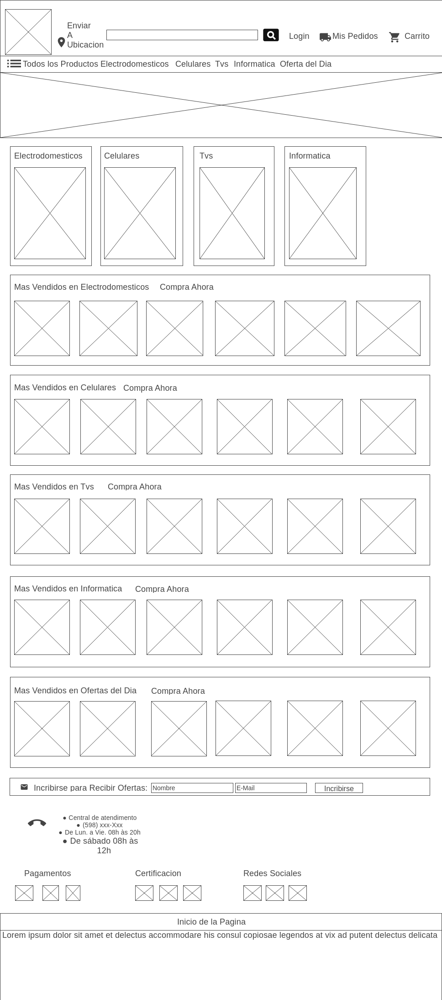 Enviar
A
Ubicacion
Login
Mis Pedidos
Carrito
Todos los Productos Electrodomesticos Celulares Tvs Informatica Oferta del Dia
Electrodomesticos
Celulares
Tvs
Informatica
Mas Vendidos en Electrodomesticos Compra Ahora
Mas Vendidos en Celulares Compra Ahora
Mas Vendidos en Tvs Compra Ahora
Mas Vendidos en Informatica Compra Ahora
Mas Vendidos en Ofertas del Dia Compra Ahora
Incribirse para Recibir Ofertas: Nombre E-Mail Incribirse
● Central de atendimento
● (598) xxx-Xxx
● De Lun. a Vie. 08h às 20h
● De sábado 08h às
12h
Pagamentos
Certificacion
Redes Sociales
Inicio de la Pagina
Lorem ipsum dolor sit amet et delectus accommodare his consul copiosae legendos at vix ad putent delectus delicata